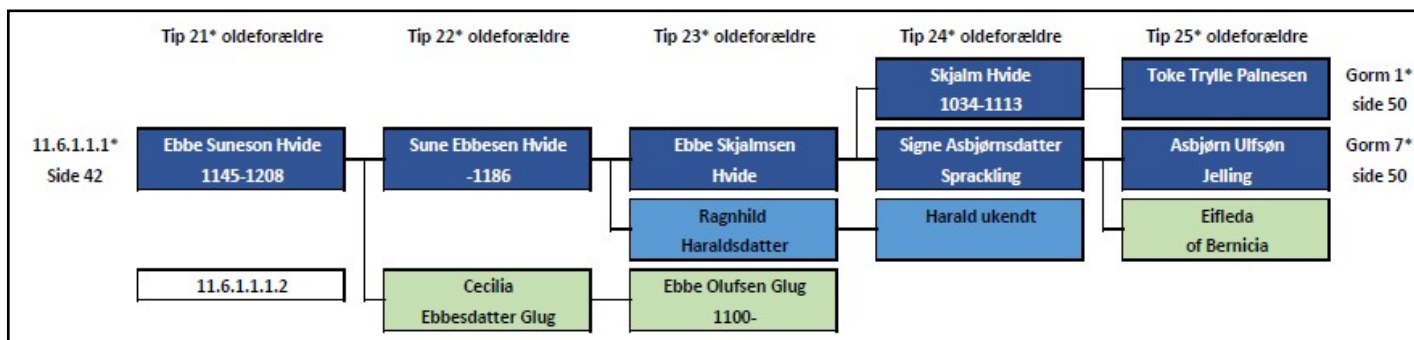 Tip 21* oldeforældre Tip 22* oldeforældre Tip 23* oldeforældre Tip 24* oldeforældre Tip 25* oldeforældre
Skjalm Hvide Toke Trylle Palnesen Gorm 1*
1034-1113 side 50
11.6.1.1.1* Ebbe Suneson Hvide Sune Ebbesen Hvide Ebbe Skjalmsen Signe Asbjørnsdatter Asbjørn Ulfsøn Gorm 7*
Side 42 1145-1208 -1186 Hvide Sprackling Jelling side 50
Ragnhild Harald ukendt Eifleda
Haraldsdatter of Bernicia
11.6.1.1.1.2 Cecilia Ebbe Olufsen Glug
Ebbesdatter Glug 1100-